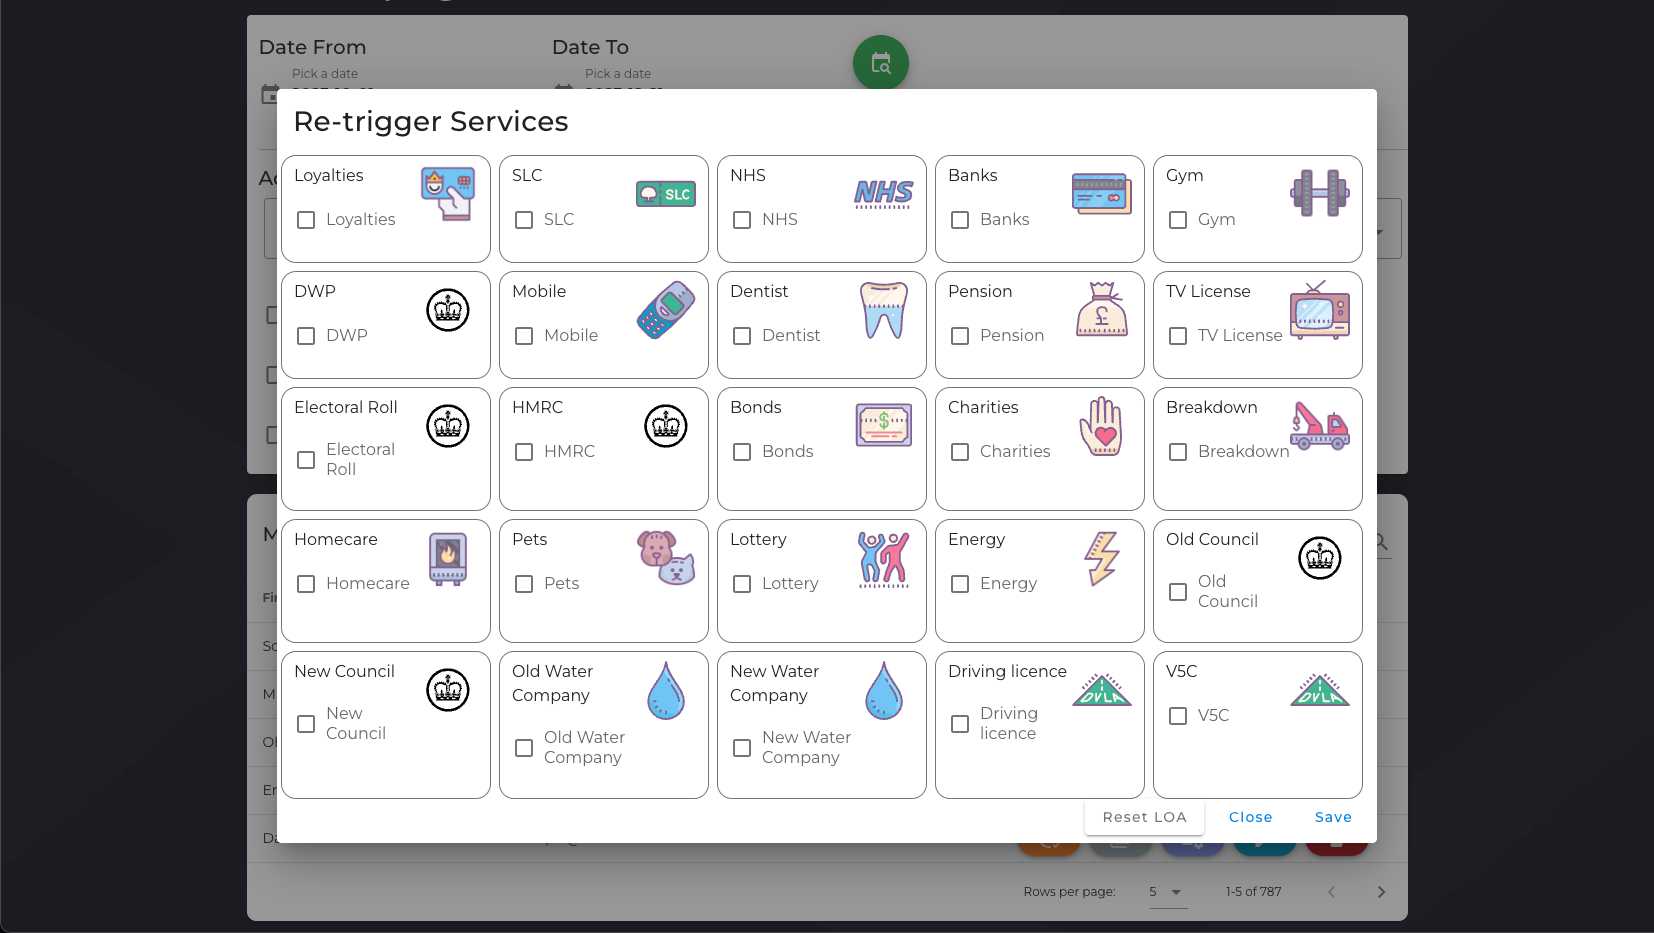 Date From
Date To
Pick a date
Pick a date
Re-trigger Services
Loyalties
Loyalties
SLC
SLC
SLC
NHS
NHS
NHS
Banks
Banks
Gym
Gym
DWP
DWP
Mobile
Mobile
Dentist
Dentist
Pension
£
Pension
TV License
TV License
Electoral Roll
Electoral
Roll
HMRC
HMRC
Bonds
$
Bonds
Charities
Charities
Breakdown
Breakdown
Homecare
Homecare
Pets
Pets
Lottery
Lottery
Energy
Energy
Old Council
Old
Council
New Council
New
Council
Old Water
Company
Old Water
Company
New Water
Company
New Water
Company
Driving licence
DVLA
Driving
licence
V5C
DVLA
V5C
Reset LOA
Close
Save
Rows per page:
5
1-5 of 787